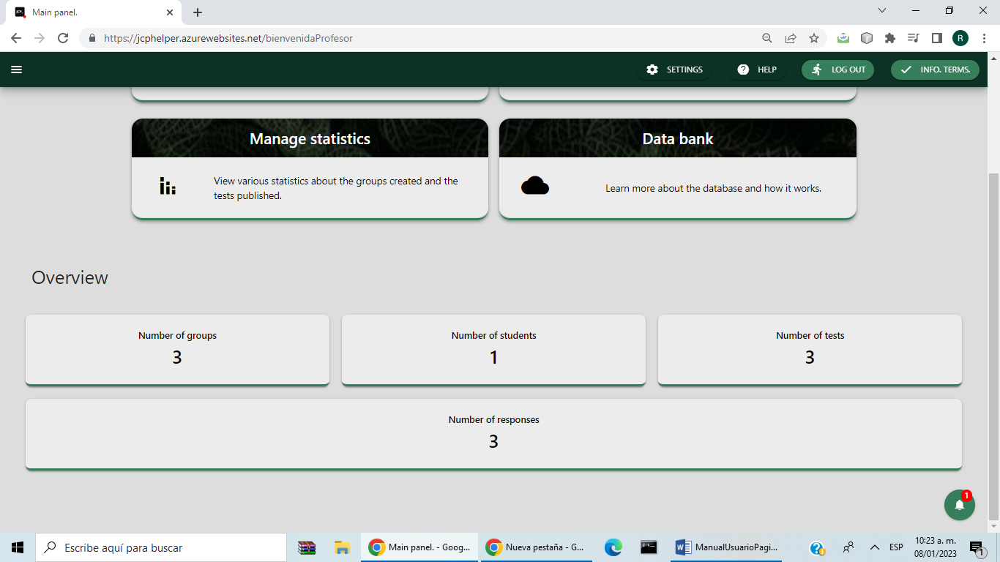 Main panel.
https://jcphelper.azurewebsites.net/bienvenidaProfesor
R
SETTINGS
HELP
LOG OUT
INFO. TERMS.
Manage statistics
View various statistics about the groups created and the
tests published.
Data bank
Learn more about the database and how it works.
Overview
Number of groups
3
Number of students
1
Number of tests
3
Number of responses
3
1
Escribe aquí para buscar
Main panel. - Goog...
Nueva pestaña - G...
ManualUsuarioPagi...
ESP
10:23 a. m.
08/01/2023
1